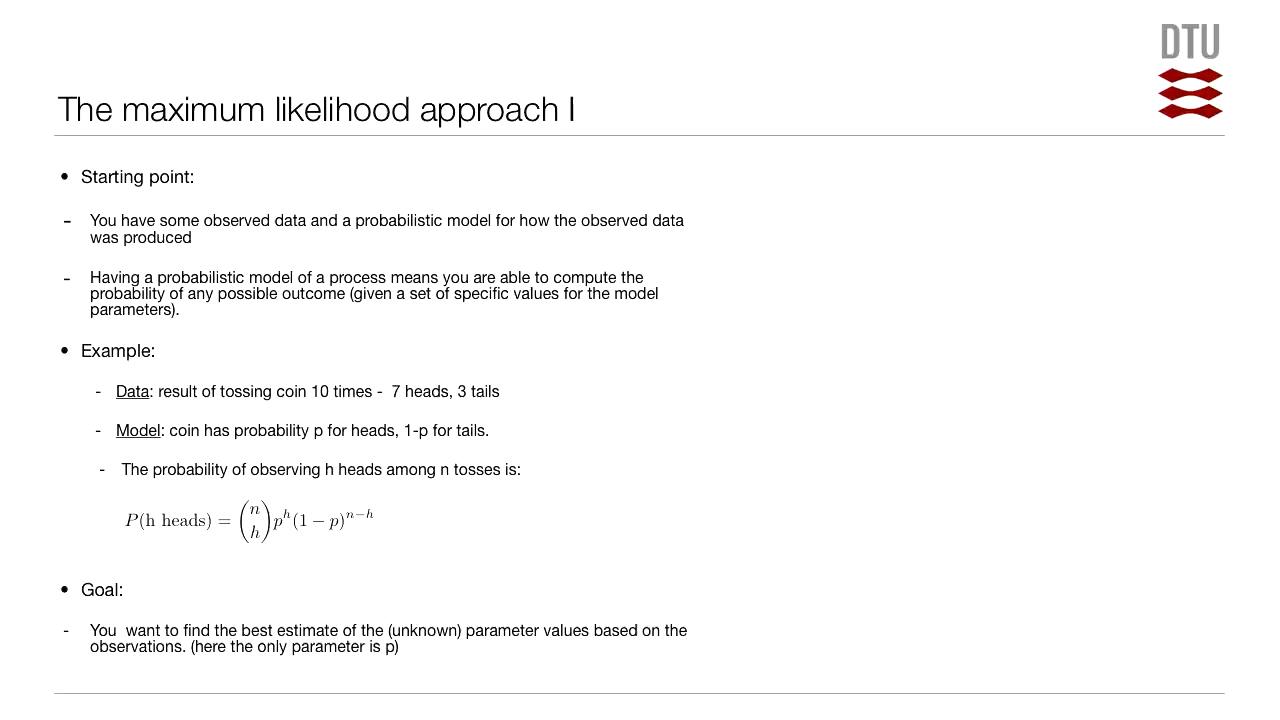 DTU
The maximum likelihood approach I
• Starting point:
- You have some observed data and a probabilistic model for how the observed data
was produced
- Having a probabilistic model of a process means you are able to compute the
probability of any possible outcome (given a set of specific values for the model
parameters).
• Example:
- Data: result of tossing coin 10 times - 7 heads, 3 tails
- Model: coin has probability p for heads, 1-p for tails.
- The probability of observing h heads among n tosses is:
$P(\text{h heads}) = \binom{n}{h} p^h (1-p)^{n-h}$
• Goal:
- You want to find the best estimate of the (unknown) parameter values based on the
observations. (here the only parameter is p)